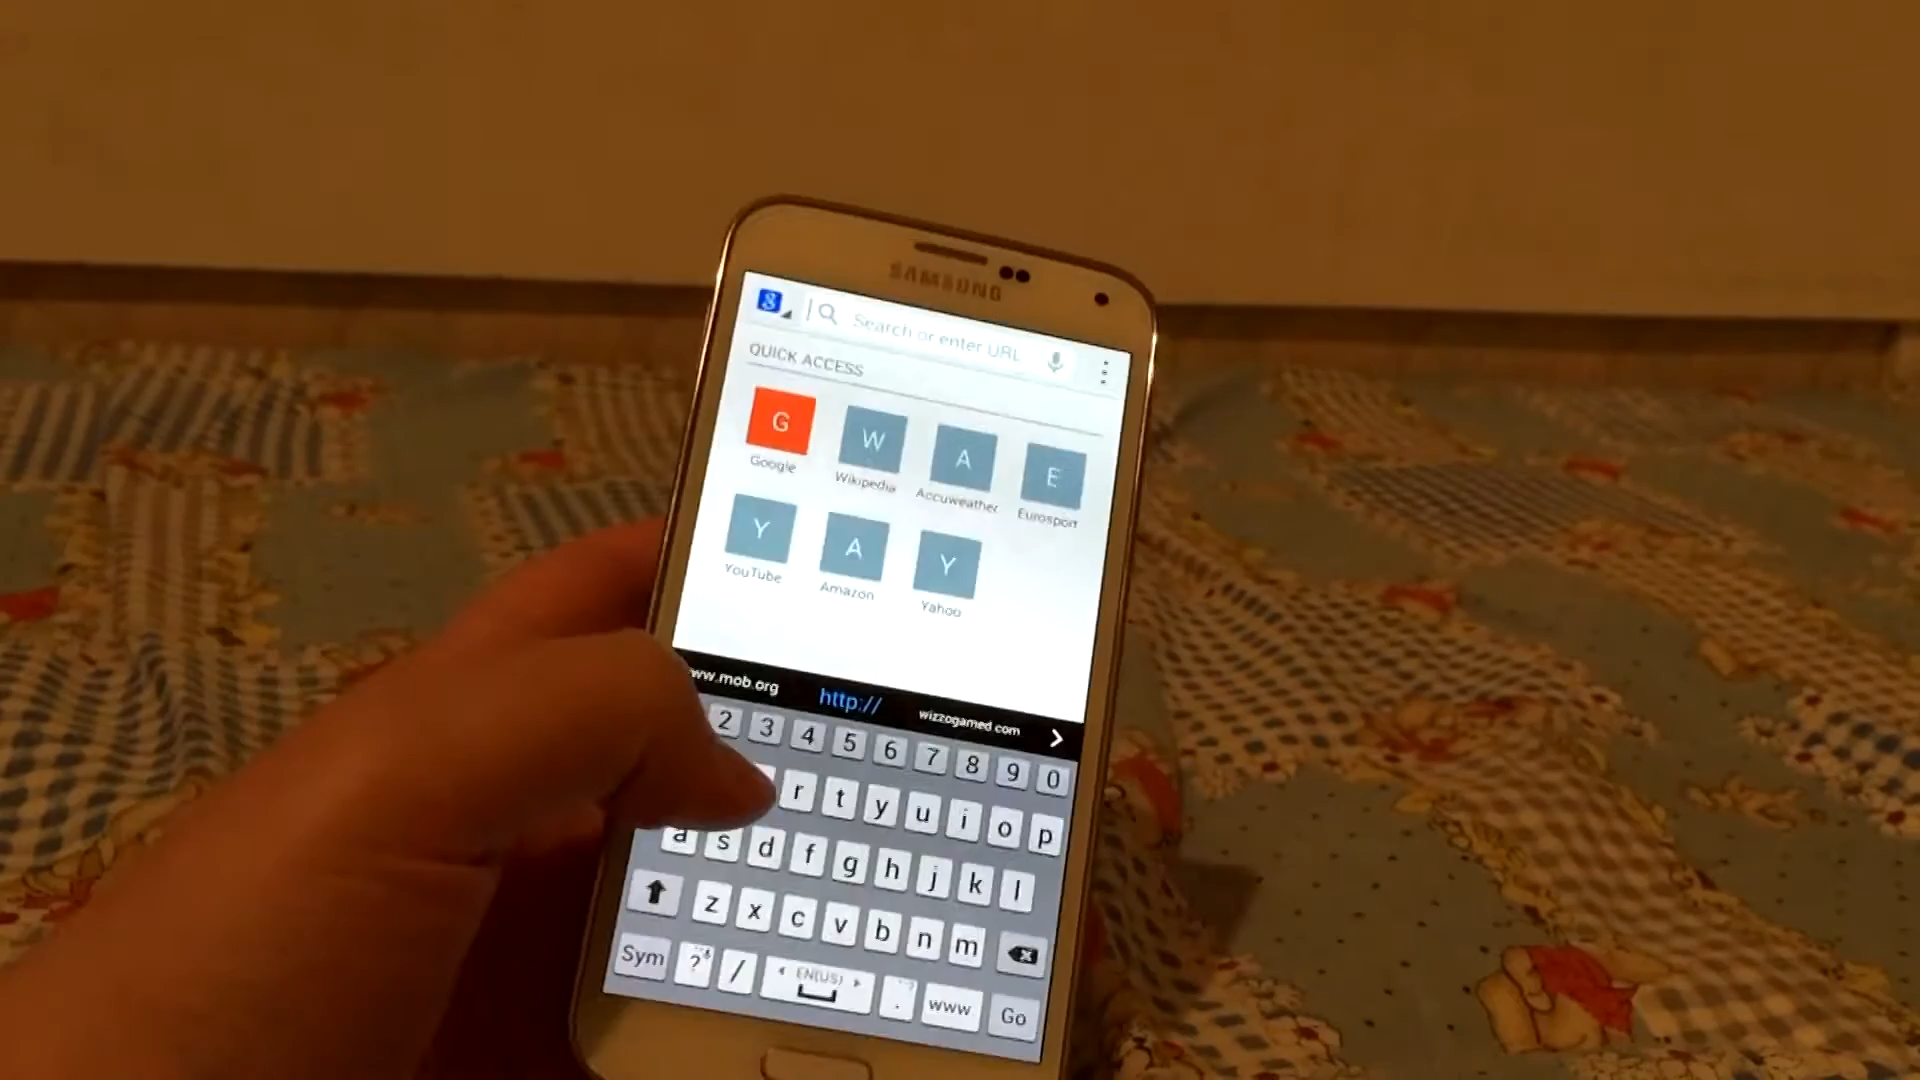 SAMSUNG
g Search or enter URL
QUICK ACCESS
G W A E
Google Wikipedia Accuweather Eurosport
Y A Y
YouTube Amazon Yahoo
ww.mob.org http:// wizzogamed.com
2 3 4 5 6 7 8 9 0
r t y u i o p
a s d f g h j k l
z x c v b n m
Sym ? / EN(US) . www Go